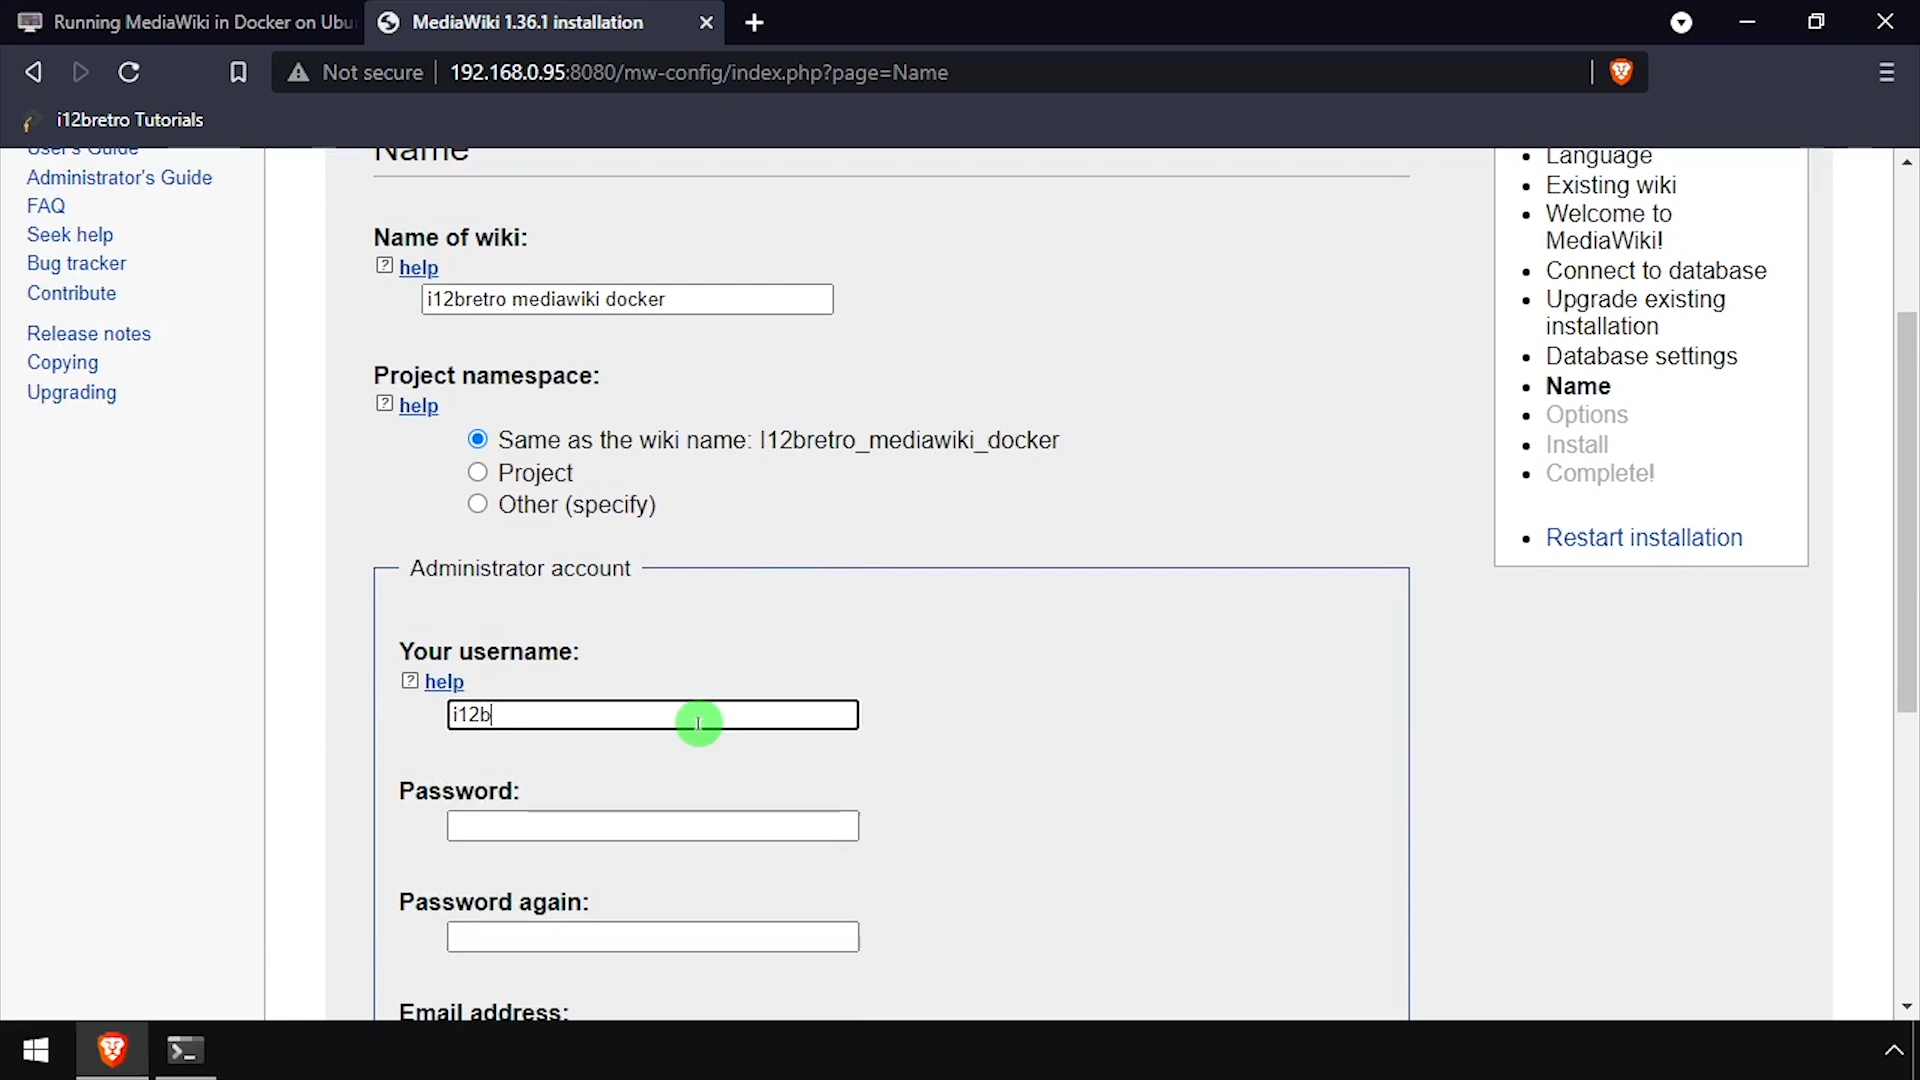 Running MediaWiki in Docker on Ubu
MediaWiki 1.36.1 installation
Not secure
192.168.0.95:8080/mw-config/index.php?page=Name
i12bretro Tutorials
User's Guide
Administrator's Guide
FAQ
Seek help
Bug tracker
Contribute
Release notes
Copying
Upgrading
Name
Name of wiki:
help
i12bretro mediawiki docker
Project namespace:
help
Same as the wiki name: I12bretro_mediawiki_docker
Project
Other (specify)
Administrator account
Your username:
help
i12b
Password:
Password again:
Email address:
Language
Existing wiki
Welcome to
MediaWiki!
Connect to database
Upgrade existing
installation
Database settings
Name
Options
Install
Complete!
Restart installation